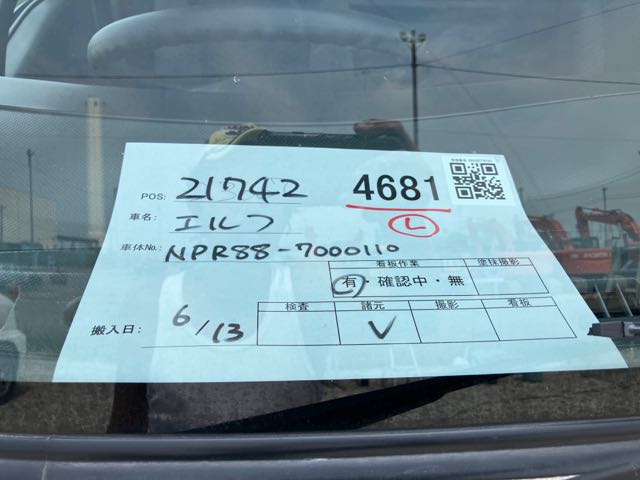 POS: 21742 4681
車名: エルフ Ⓛ
車体No.: NPR88-7000110
看板作業 塗抹撮影
有・確認中・無
検査 諸元 撮影 看板
搬入日: 6/13 V